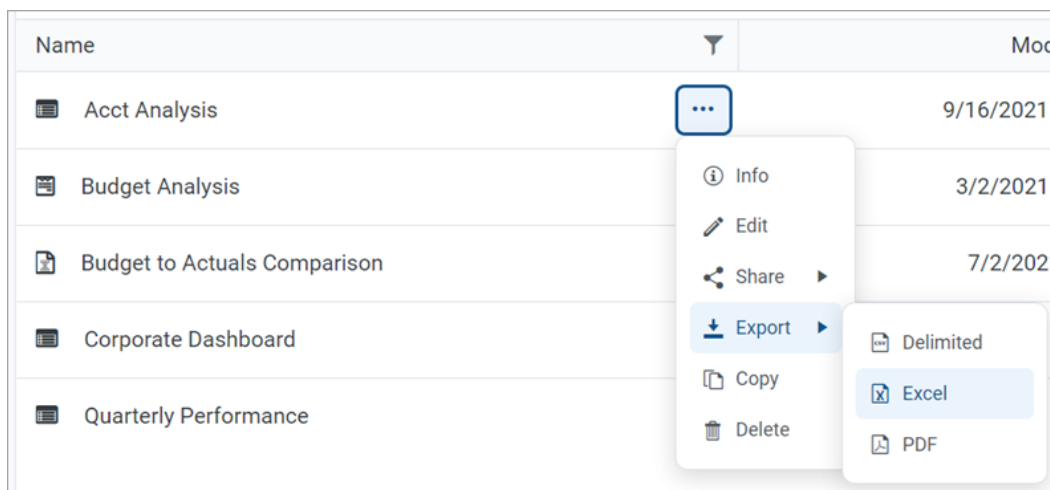 Name
Mod
Acct Analysis
9/16/2021
Info
Budget Analysis
3/2/2021
Edit
Budget to Actuals Comparison
7/2/202
Share
Export
Corporate Dashboard
Delimited
Copy
Excel
Quarterly Performance
Delete
PDF